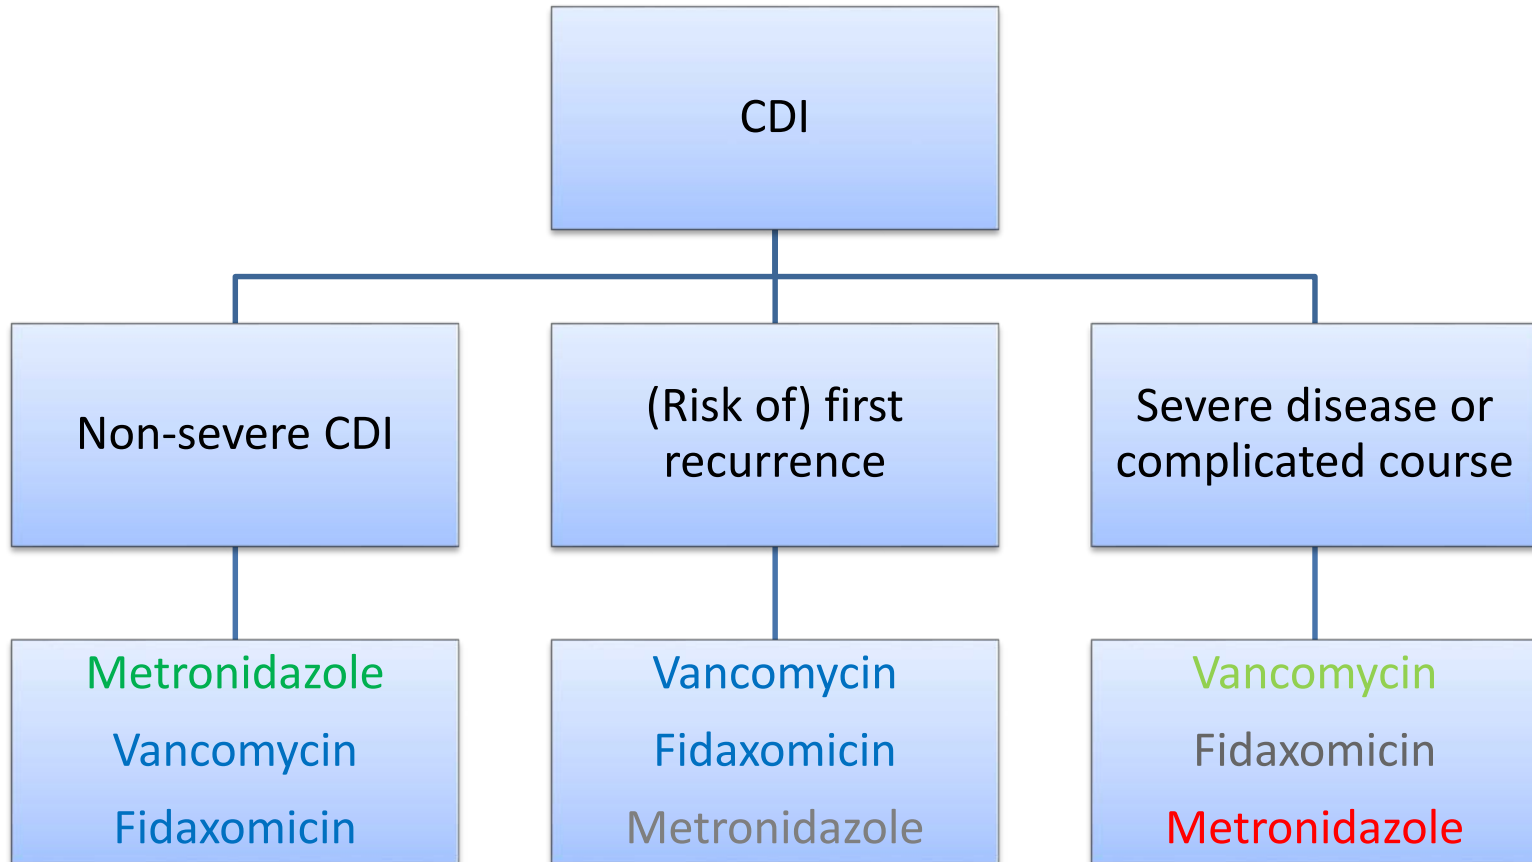 CDI
Non-severe CDI
(Risk of) first
recurrence
Severe disease or
complicated course
Metronidazole
Vancomycin
Fidaxomicin
Vancomycin
Fidaxomicin
Metronidazole
Vancomycin
Fidaxomicin
Metronidazole